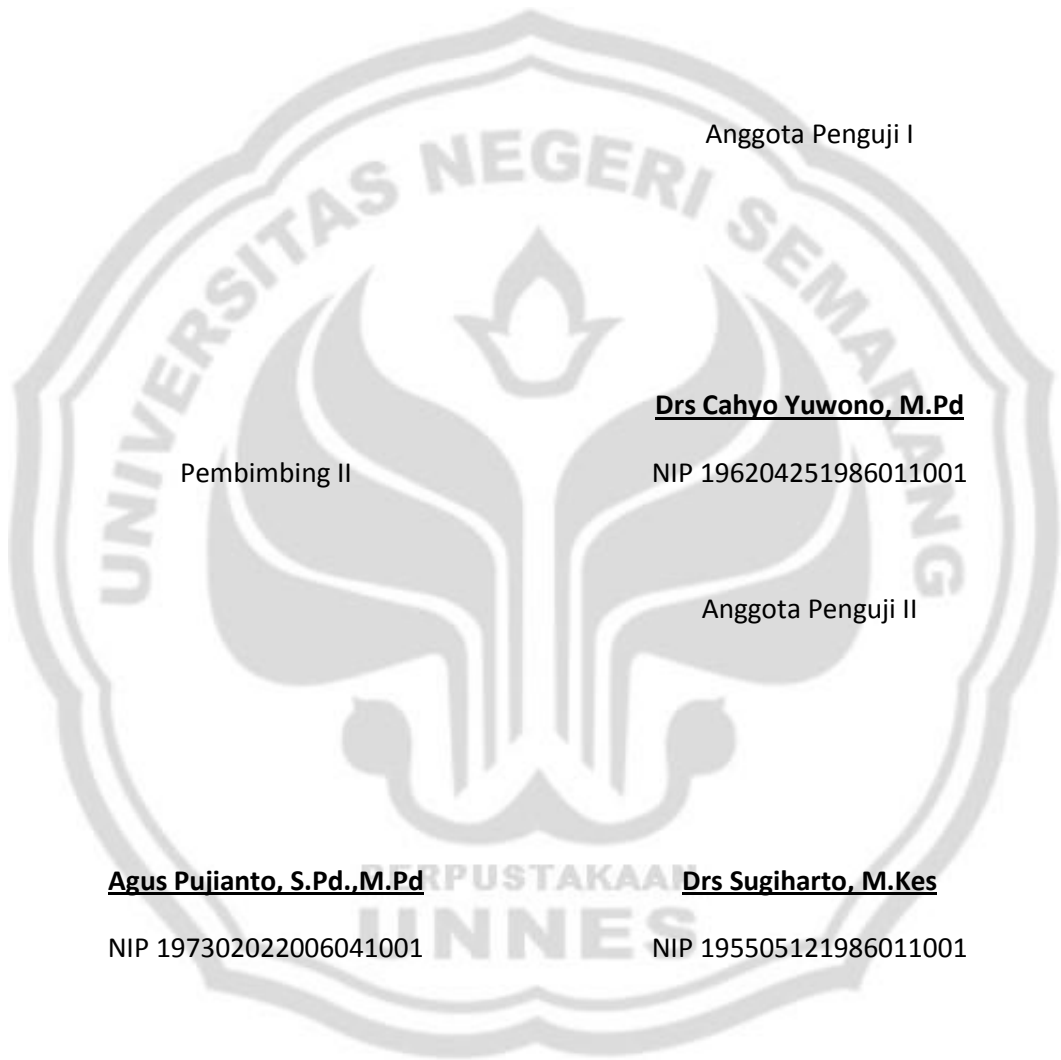 UNIVERSITAS NEGERI SEMARANG
Anggota Penguji I
Drs Cahyo Yuwono, M.Pd
Pembimbing II NIP 196204251986011001
Anggota Penguji II
PERPUSTAKAAN
Agus Pujianto, S.Pd.,M.Pd Drs Sugiharto, M.Kes
UNNES
NIP 197302022006041001 NIP 195505121986011001